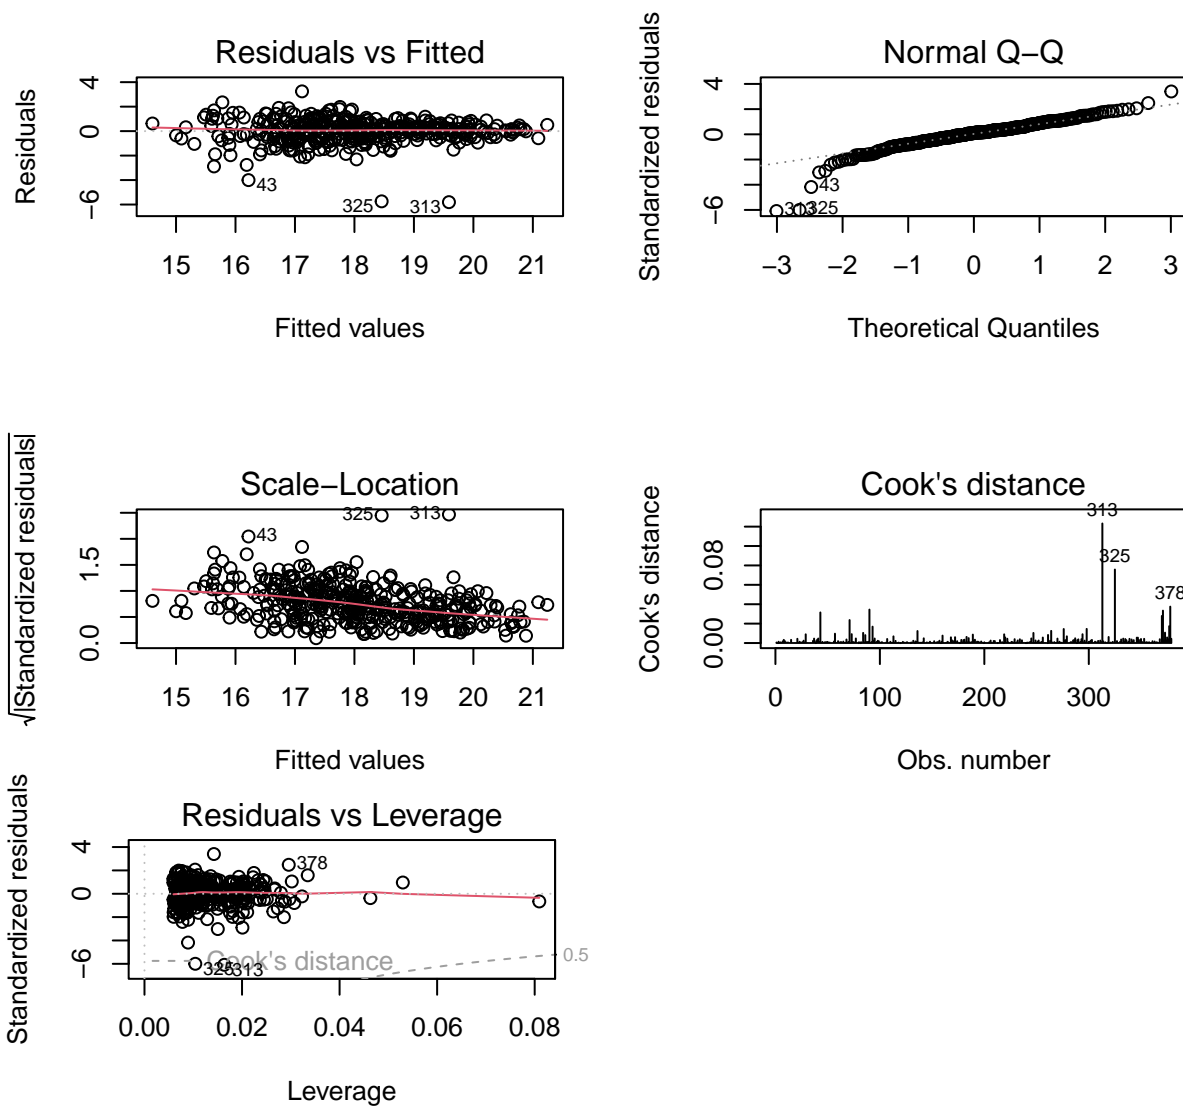 Residuals vs Fitted
Residuals
4
0
−6
43
325
313
15 16 17 18 19 20 21
Fitted values
Normal Q−Q
Standardized residuals
4
0
−6
43
313
325
−3 −2 −1 0 1 2 3
Theoretical Quantiles
Scale−Location
√|Standardized residuals|
1.5
0.0
43
325
313
15 16 17 18 19 20 21
Fitted values
Cook's distance
Cook's distance
0.08
0.00
313
325
378
0 100 200 300
Obs. number
Residuals vs Leverage
Standardized residuals
4
0
−6
378
Cook's distance
325
313
0.5
0.00 0.02 0.04 0.06 0.08
Leverage